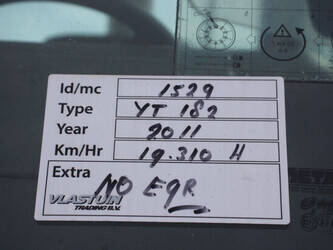 Id/mc 1529
Type YT 182
Year 2011
Km/Hr 19.310 H
Extra NO EGR
VLASTUIN
TRADING B.V.